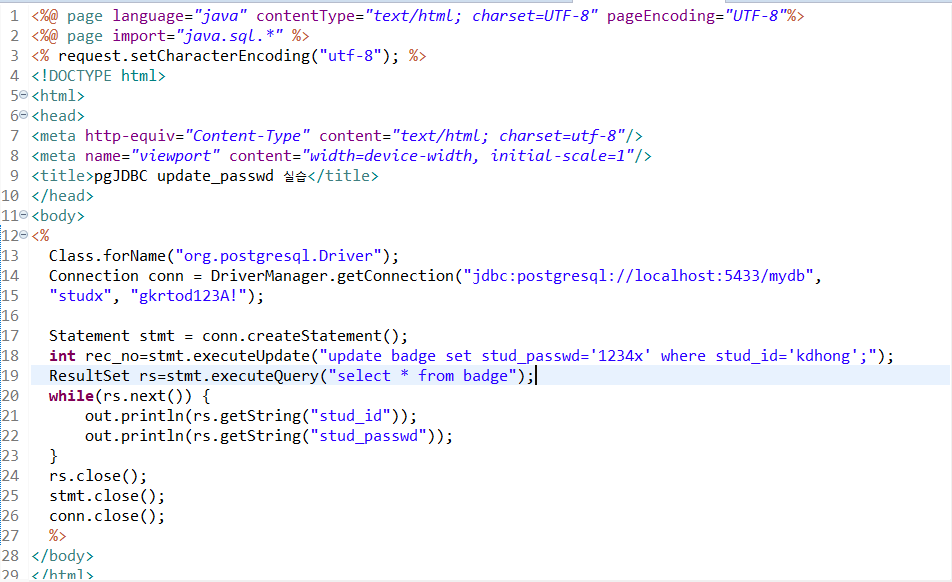 1 <%@ page language="java" contentType="text/html; charset=UTF-8" pageEncoding="UTF-8"%>
2 <%@ page import="java.sql.*" %>
3 <% request.setCharacterEncoding("utf-8"); %>
4 <!DOCTYPE html>
5 <html>
6 <head>
7 <meta http-equiv="Content-Type" content="text/html; charset=utf-8"/>
8 <meta name="viewport" content="width=device-width, initial-scale=1"/>
9 <title>pgJDBC update_passwd 실습</title>
10 </head>
11 <body>
12 <%
13 Class.forName("org.postgresql.Driver");
14 Connection conn = DriverManager.getConnection("jdbc:postgresql://localhost:5433/mydb",
15 "studx", "gkrtod123A!");
16
17 Statement stmt = conn.createStatement();
18 int rec_no=stmt.executeUpdate("update badge set stud_passwd='1234x' where stud_id='kdhong';");
19 ResultSet rs=stmt.executeQuery("select * from badge");
20 while(rs.next()) {
21 out.println(rs.getString("stud_id"));
22 out.println(rs.getString("stud_passwd"));
23 }
24 rs.close();
25 stmt.close();
26 conn.close();
27 %>
28 </body>
29 </html>